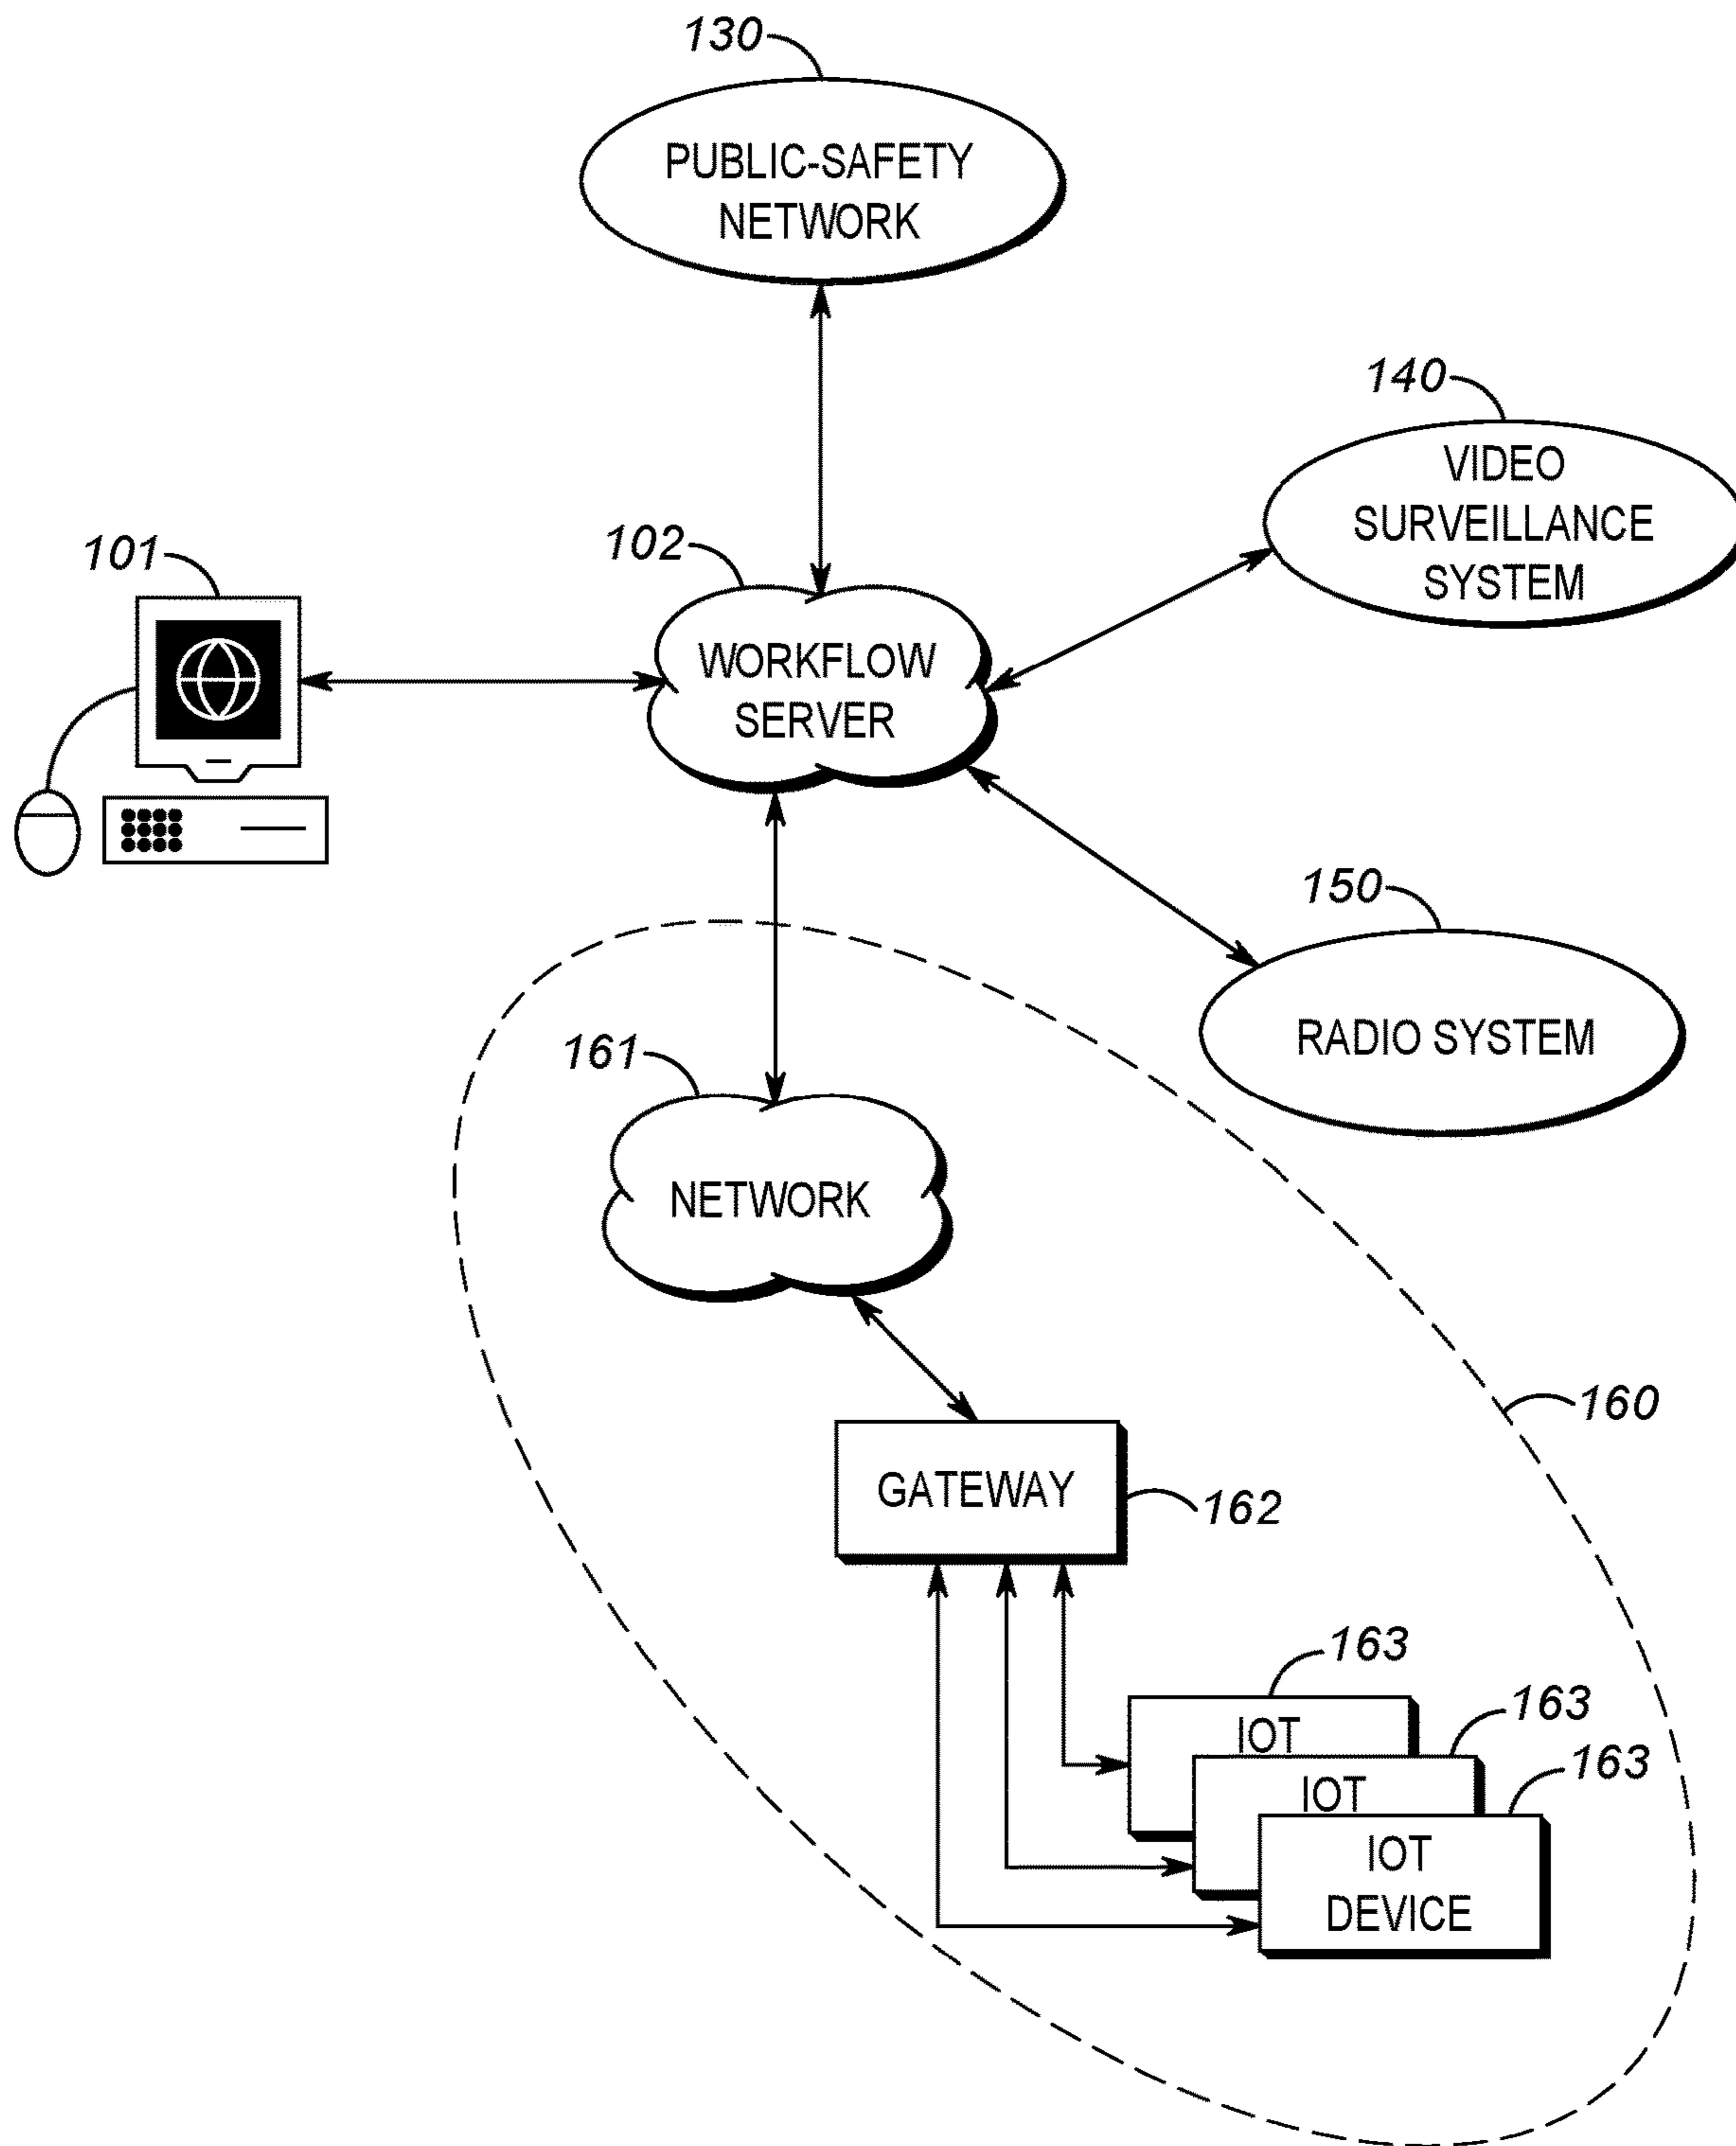 130
PUBLIC-SAFETY
NETWORK
140
VIDEO
SURVEILLANCE
SYSTEM
101
102
WORKFLOW
SERVER
150
RADIO SYSTEM
161
NETWORK
160
GATEWAY
162
163
IOT
163
IOT
163
IOT
DEVICE